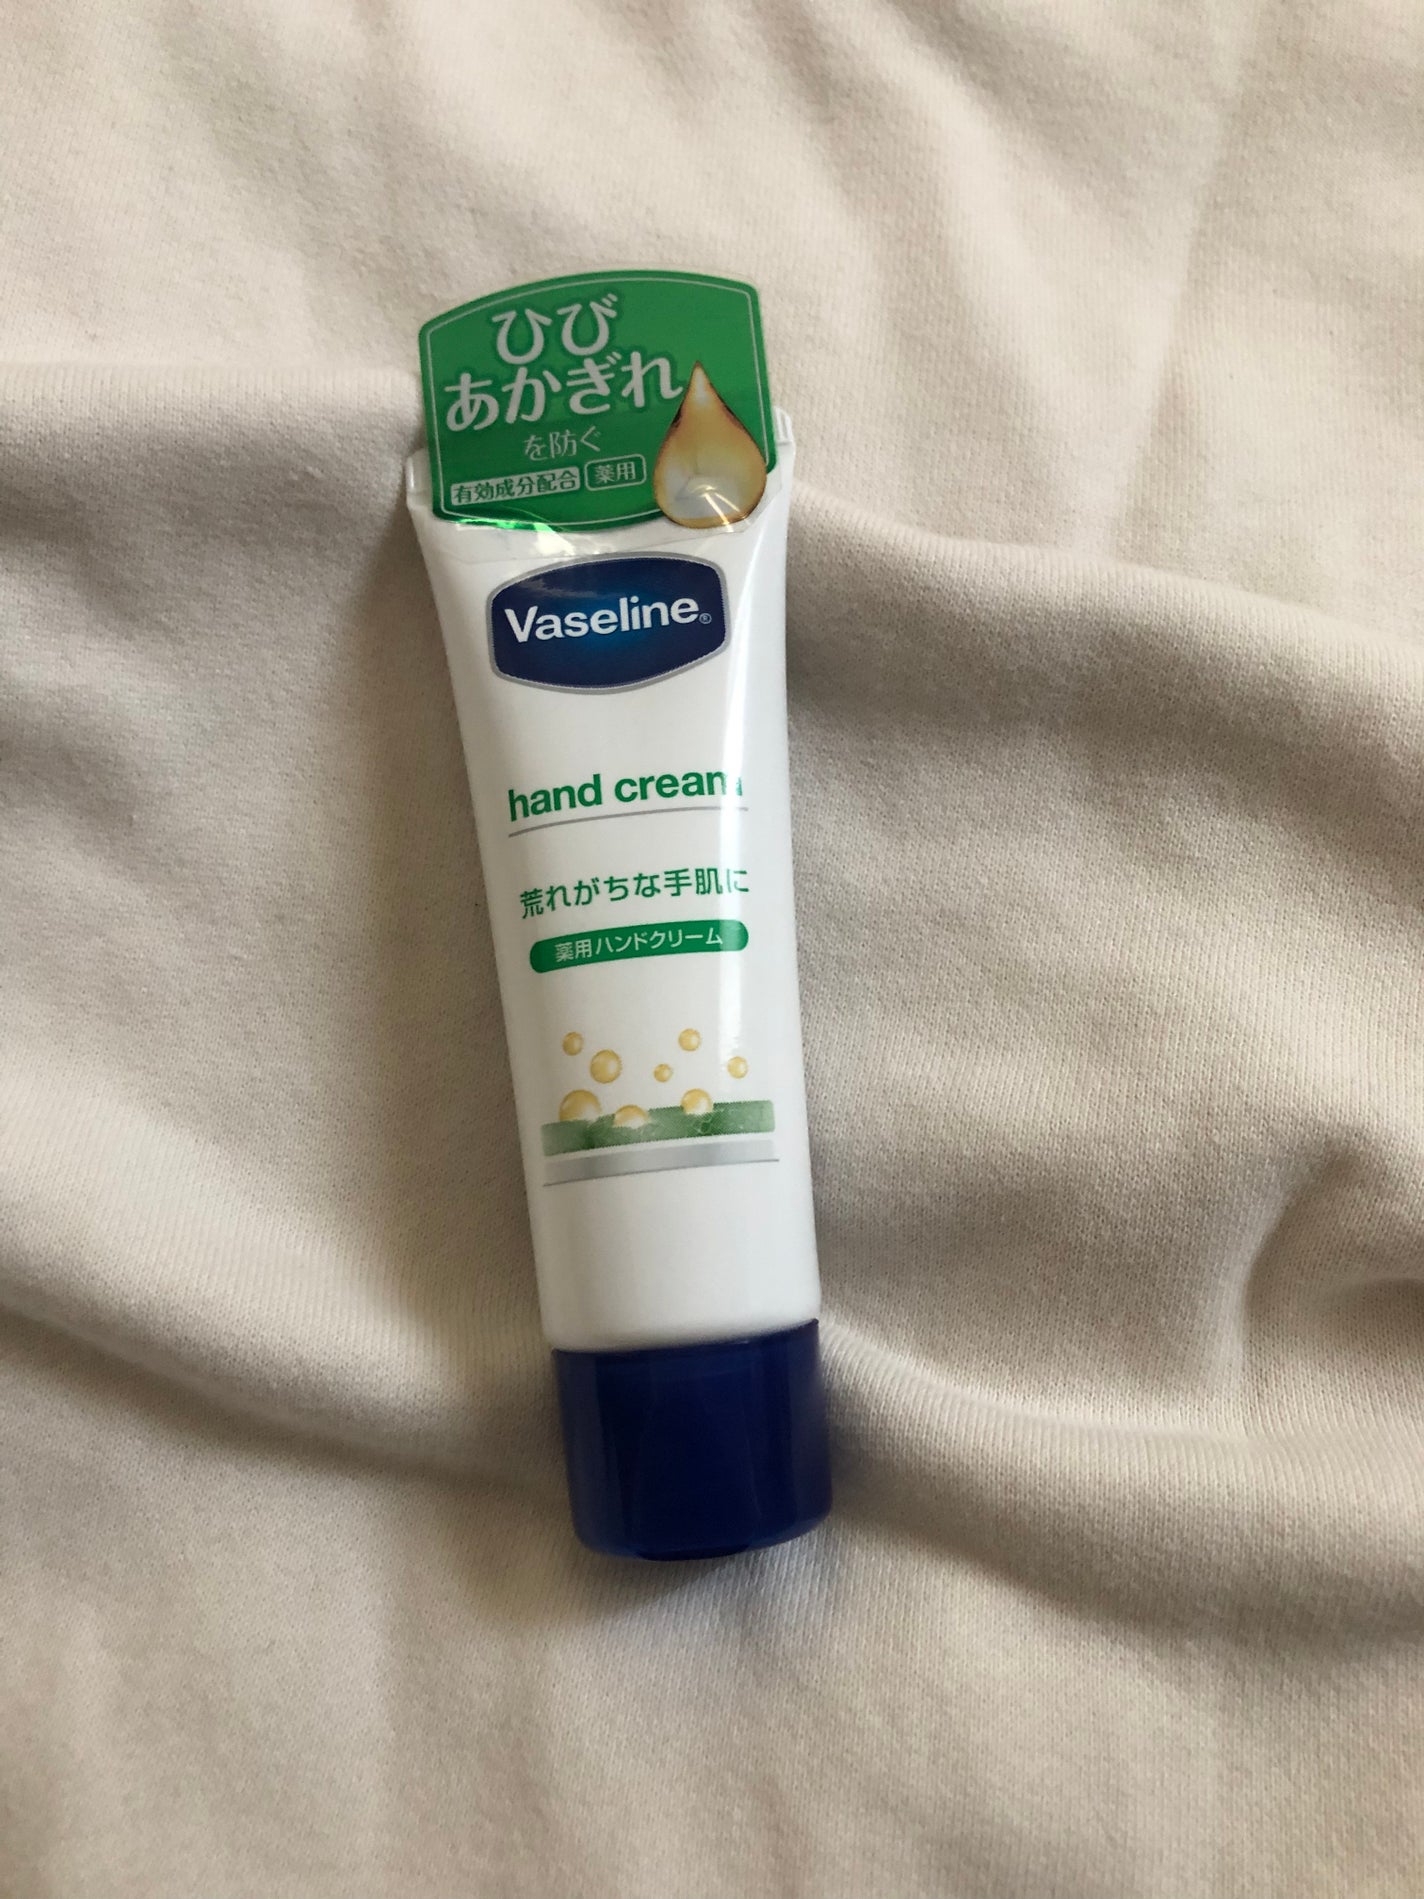 ひび
あかぎれ
を防ぐ
有効成分配合 薬用
Vaseline®
hand cream
荒れがちな手肌に
薬用ハンドクリーム